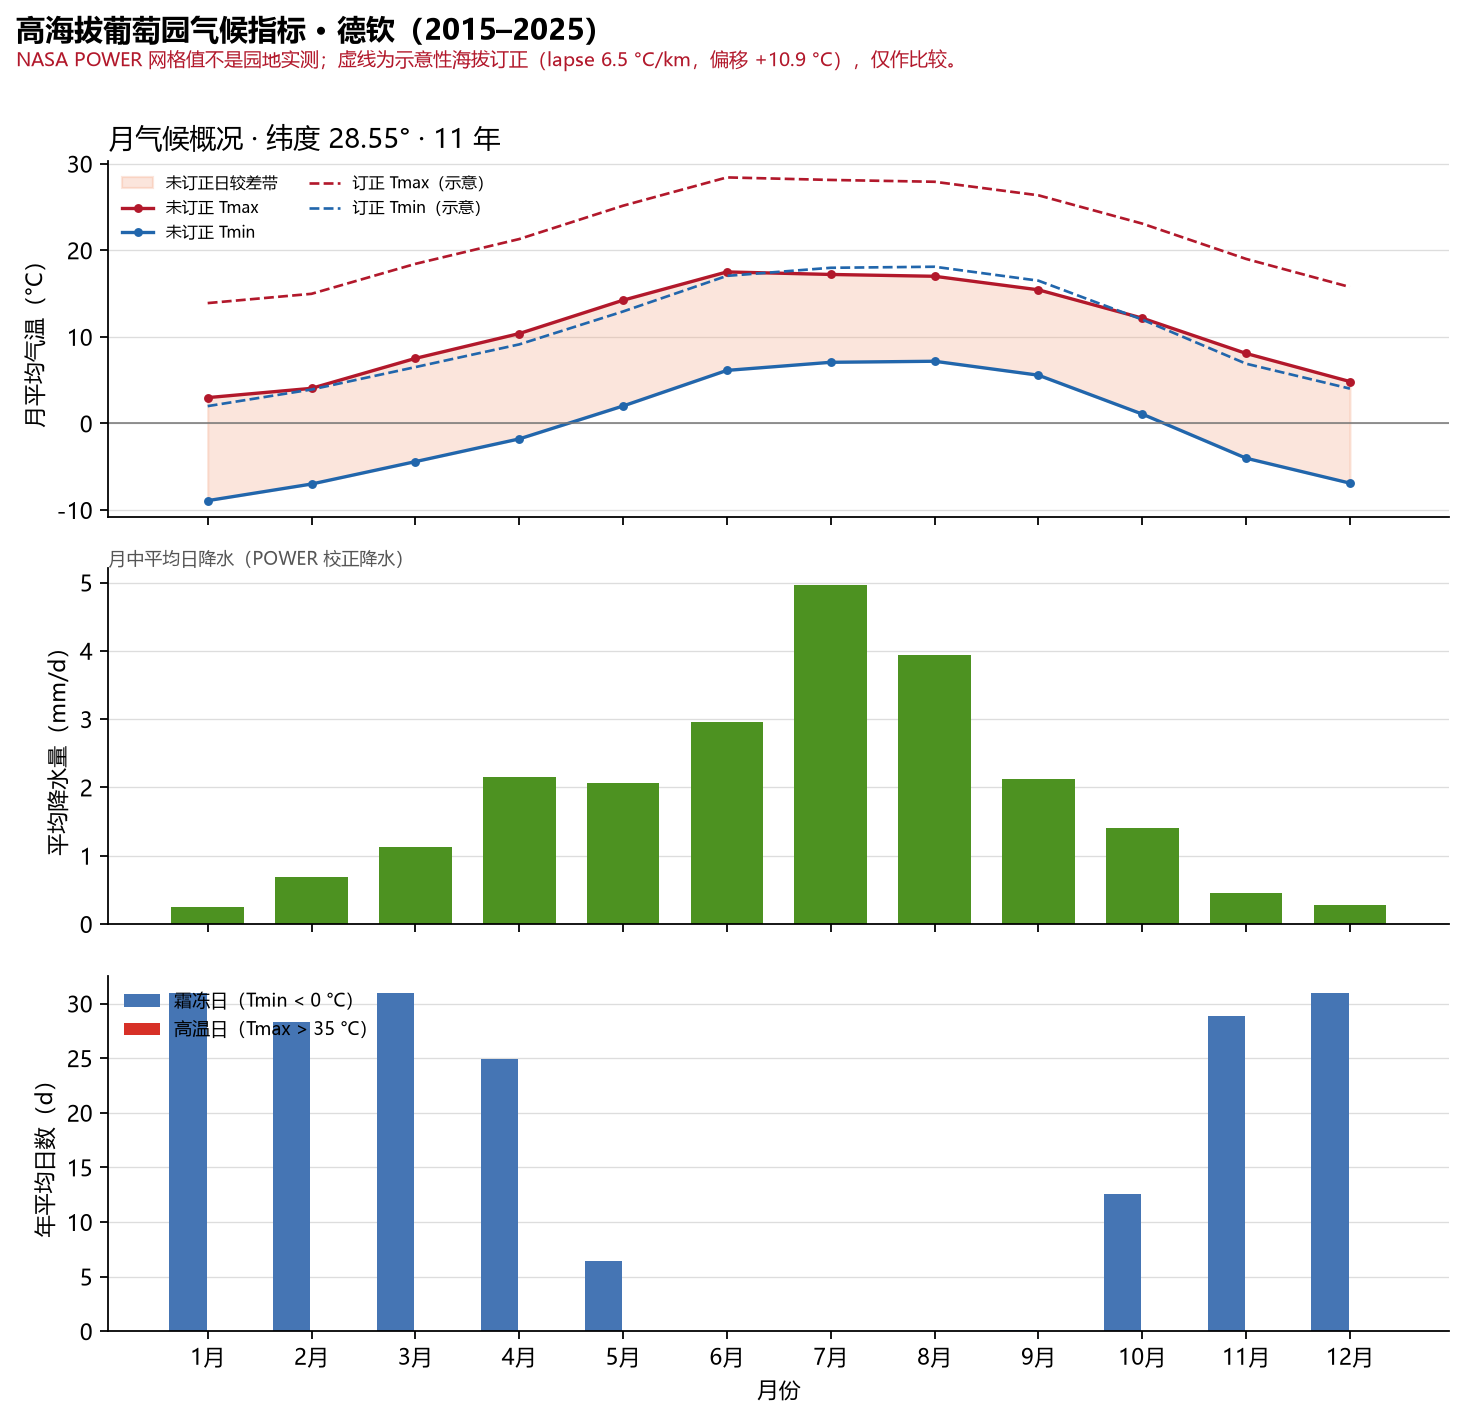 高海拔葡萄园气候指标 • 德钦（2015–2025）
NASA POWER 网格值不是园地实测；虚线为示意性海拔订正（lapse 6.5 °C/km，偏移 +10.9 °C），仅作比较。
月气候概况 · 纬度 28.55° · 11 年
未订正日较差带
未订正 Tmax
未订正 Tmin
订正 Tmax（示意）
订正 Tmin（示意）
月平均气温（°C）
30
20
10
0
-10
月中平均日降水（POWER 校正降水）
平均降水量（mm/d）
5
4
3
2
1
0
霜冻日（Tmin < 0 °C）
高温日（Tmax > 35 °C）
年平均日数（d）
30
25
20
15
10
5
0
1月 2月 3月 4月 5月 6月 7月 8月 9月 10月 11月 12月
月份